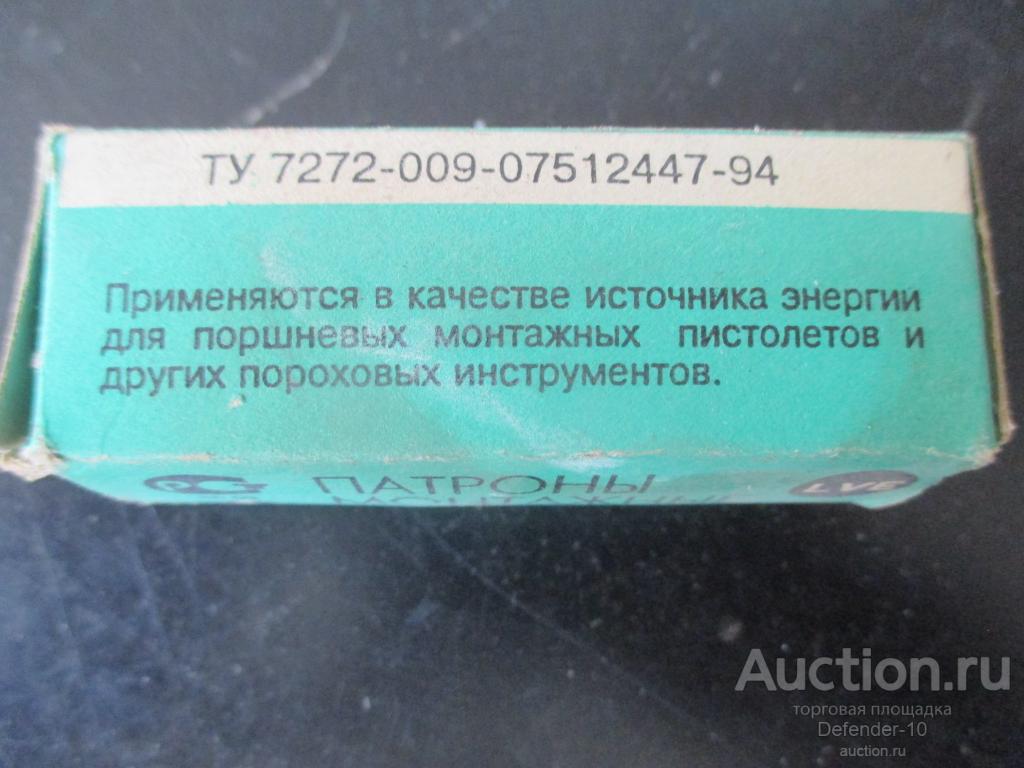 ТУ 7272-009-07512447-94
Применяются в качестве источника энергии
для поршневых монтажных пистолетов и
других пороховых инструментов.
ПАТРОНЫ
LVE
Auction.ru
торговая площадка
Defender-10
auction.ru